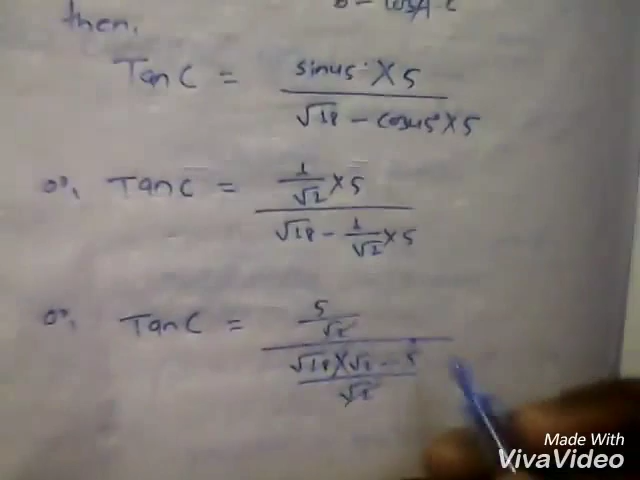 then,
Tan C = sin45° × 5 / √18 - cos45° × 5
or, Tan C = 1/√2 × 5 / √18 - 1/√2 × 5
or, Tan C = 5/√2 / √18 × √2 - 5 / √2
Made With
VivaVideo